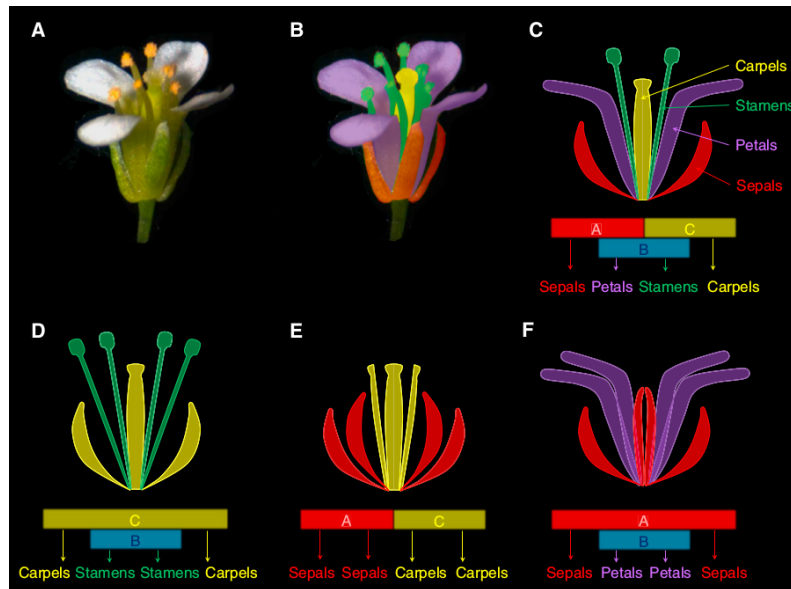 A
B
C
Carpels
Stamens
Petals
Sepals
A C
B
Sepals Petals Stamens Carpels
D
E
F
C
B
Carpels Stamens Stamens Carpels
A C
Sepals Sepals Carpels Carpels
A
B
Sepals Petals Petals Sepals